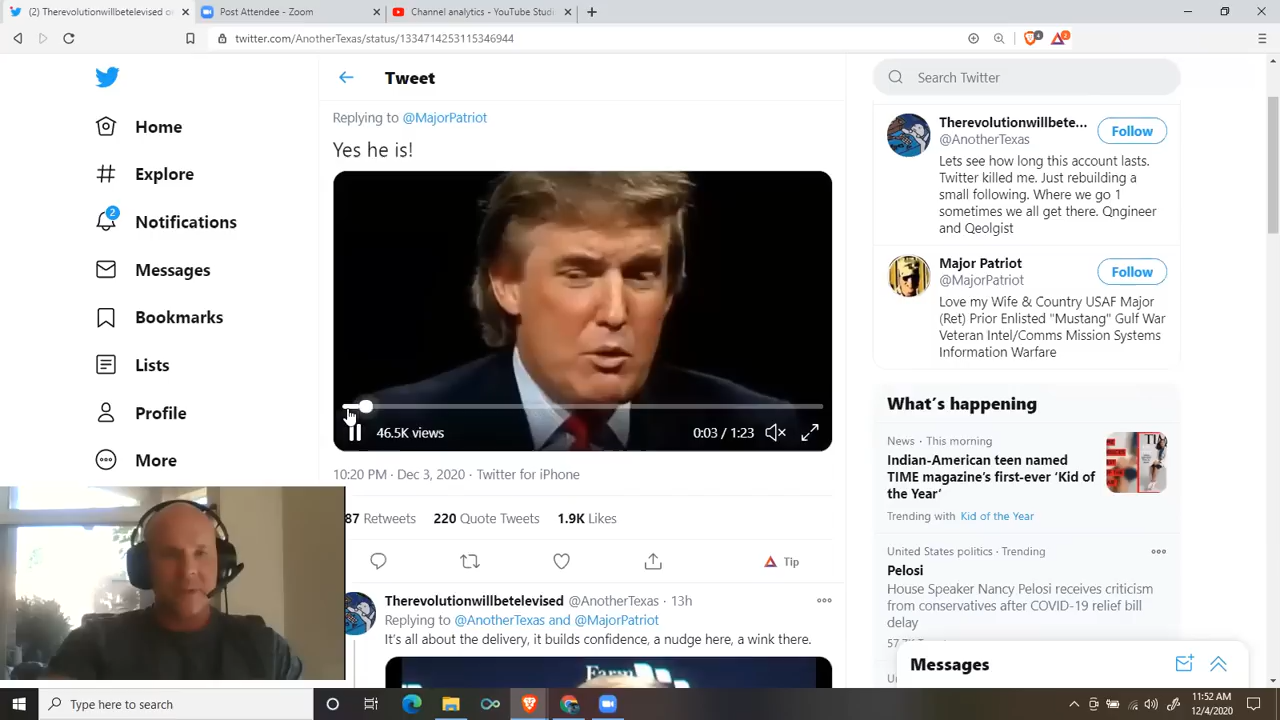 (2) Therevolutionwillbetelevised o
Post Attendee - Zoom
Channel analytics - YouTube Studi
twitter.com/AnotherTexas/status/1334714253115346944
4
2
Home
Explore
2
Notifications
Messages
Bookmarks
Lists
Profile
More
Tweet
Replying to @MajorPatriot
Yes he is!
46.5K views
0:03 / 1:23
10:20 PM · Dec 3, 2020 · Twitter for iPhone
87 Retweets 220 Quote Tweets 1.9K Likes
Tip
Therevolutionwillbetelevised @AnotherTexas · 13h
Replying to @AnotherTexas and @MajorPatriot
It's all about the delivery, it builds confidence, a nudge here, a wink there.
Farm
Search Twitter
Therevolutionwillbete...
@AnotherTexas
Follow
Lets see how long this account lasts.
Twitter killed me. Just rebuilding a
small following. Where we go 1
sometimes we all get there. Qngineer
and Qeolgist
Major Patriot
@MajorPatriot
Follow
Love my Wife & Country USAF Major
(Ret) Prior Enlisted "Mustang" Gulf War
Veteran Intel/Comms Mission Systems
Information Warfare
What's happening
News · This morning
Indian-American teen named
TIME magazine's first-ever 'Kid of
the Year'
Trending with Kid of the Year
United States politics · Trending
Pelosi
House Speaker Nancy Pelosi receives criticism
from conservatives after COVID-19 relief bill
delay
Messages
Type here to search
11:52 AM
12/4/2020